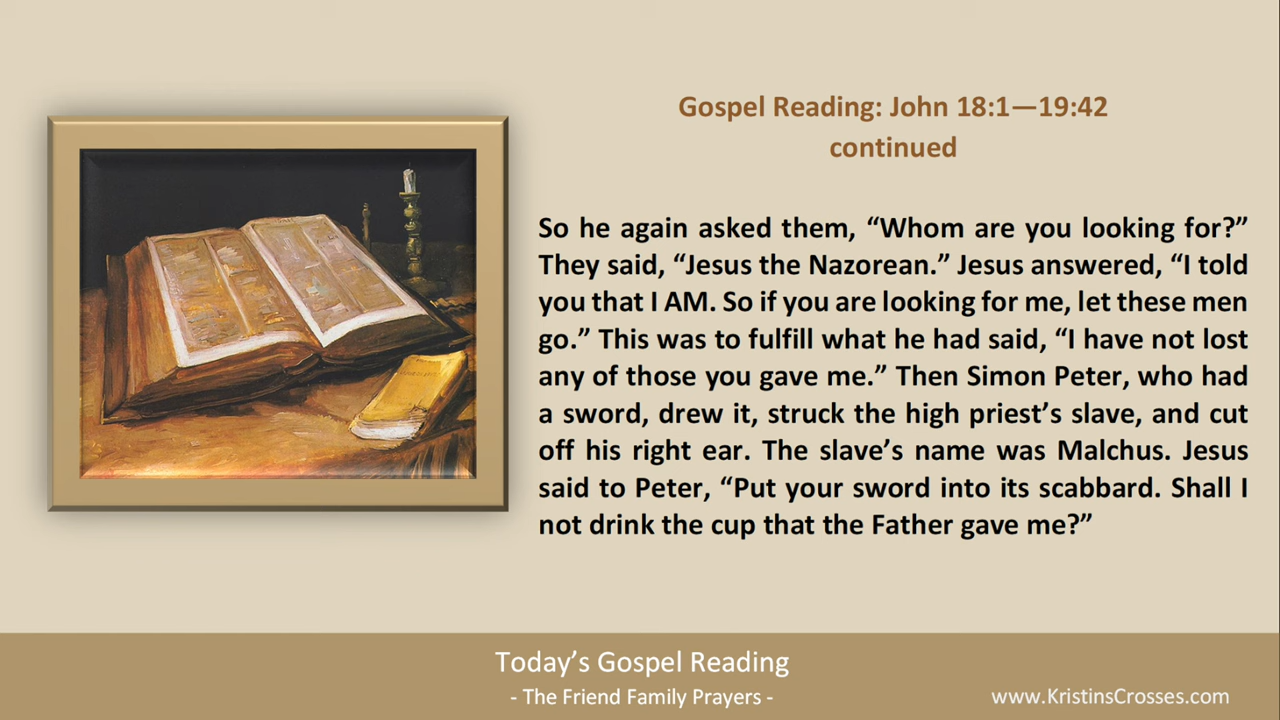 Gospel Reading: John 18:1—19:42
continued
So he again asked them, “Whom are you looking for?”
They said, “Jesus the Nazorean.” Jesus answered, “I told
you that I AM. So if you are looking for me, let these men
go.” This was to fulfill what he had said, “I have not lost
any of those you gave me.” Then Simon Peter, who had
a sword, drew it, struck the high priest’s slave, and cut
off his right ear. The slave’s name was Malchus. Jesus
said to Peter, “Put your sword into its scabbard. Shall I
not drink the cup that the Father gave me?”
Today’s Gospel Reading
- The Friend Family Prayers -
www.KristinsCrosses.com